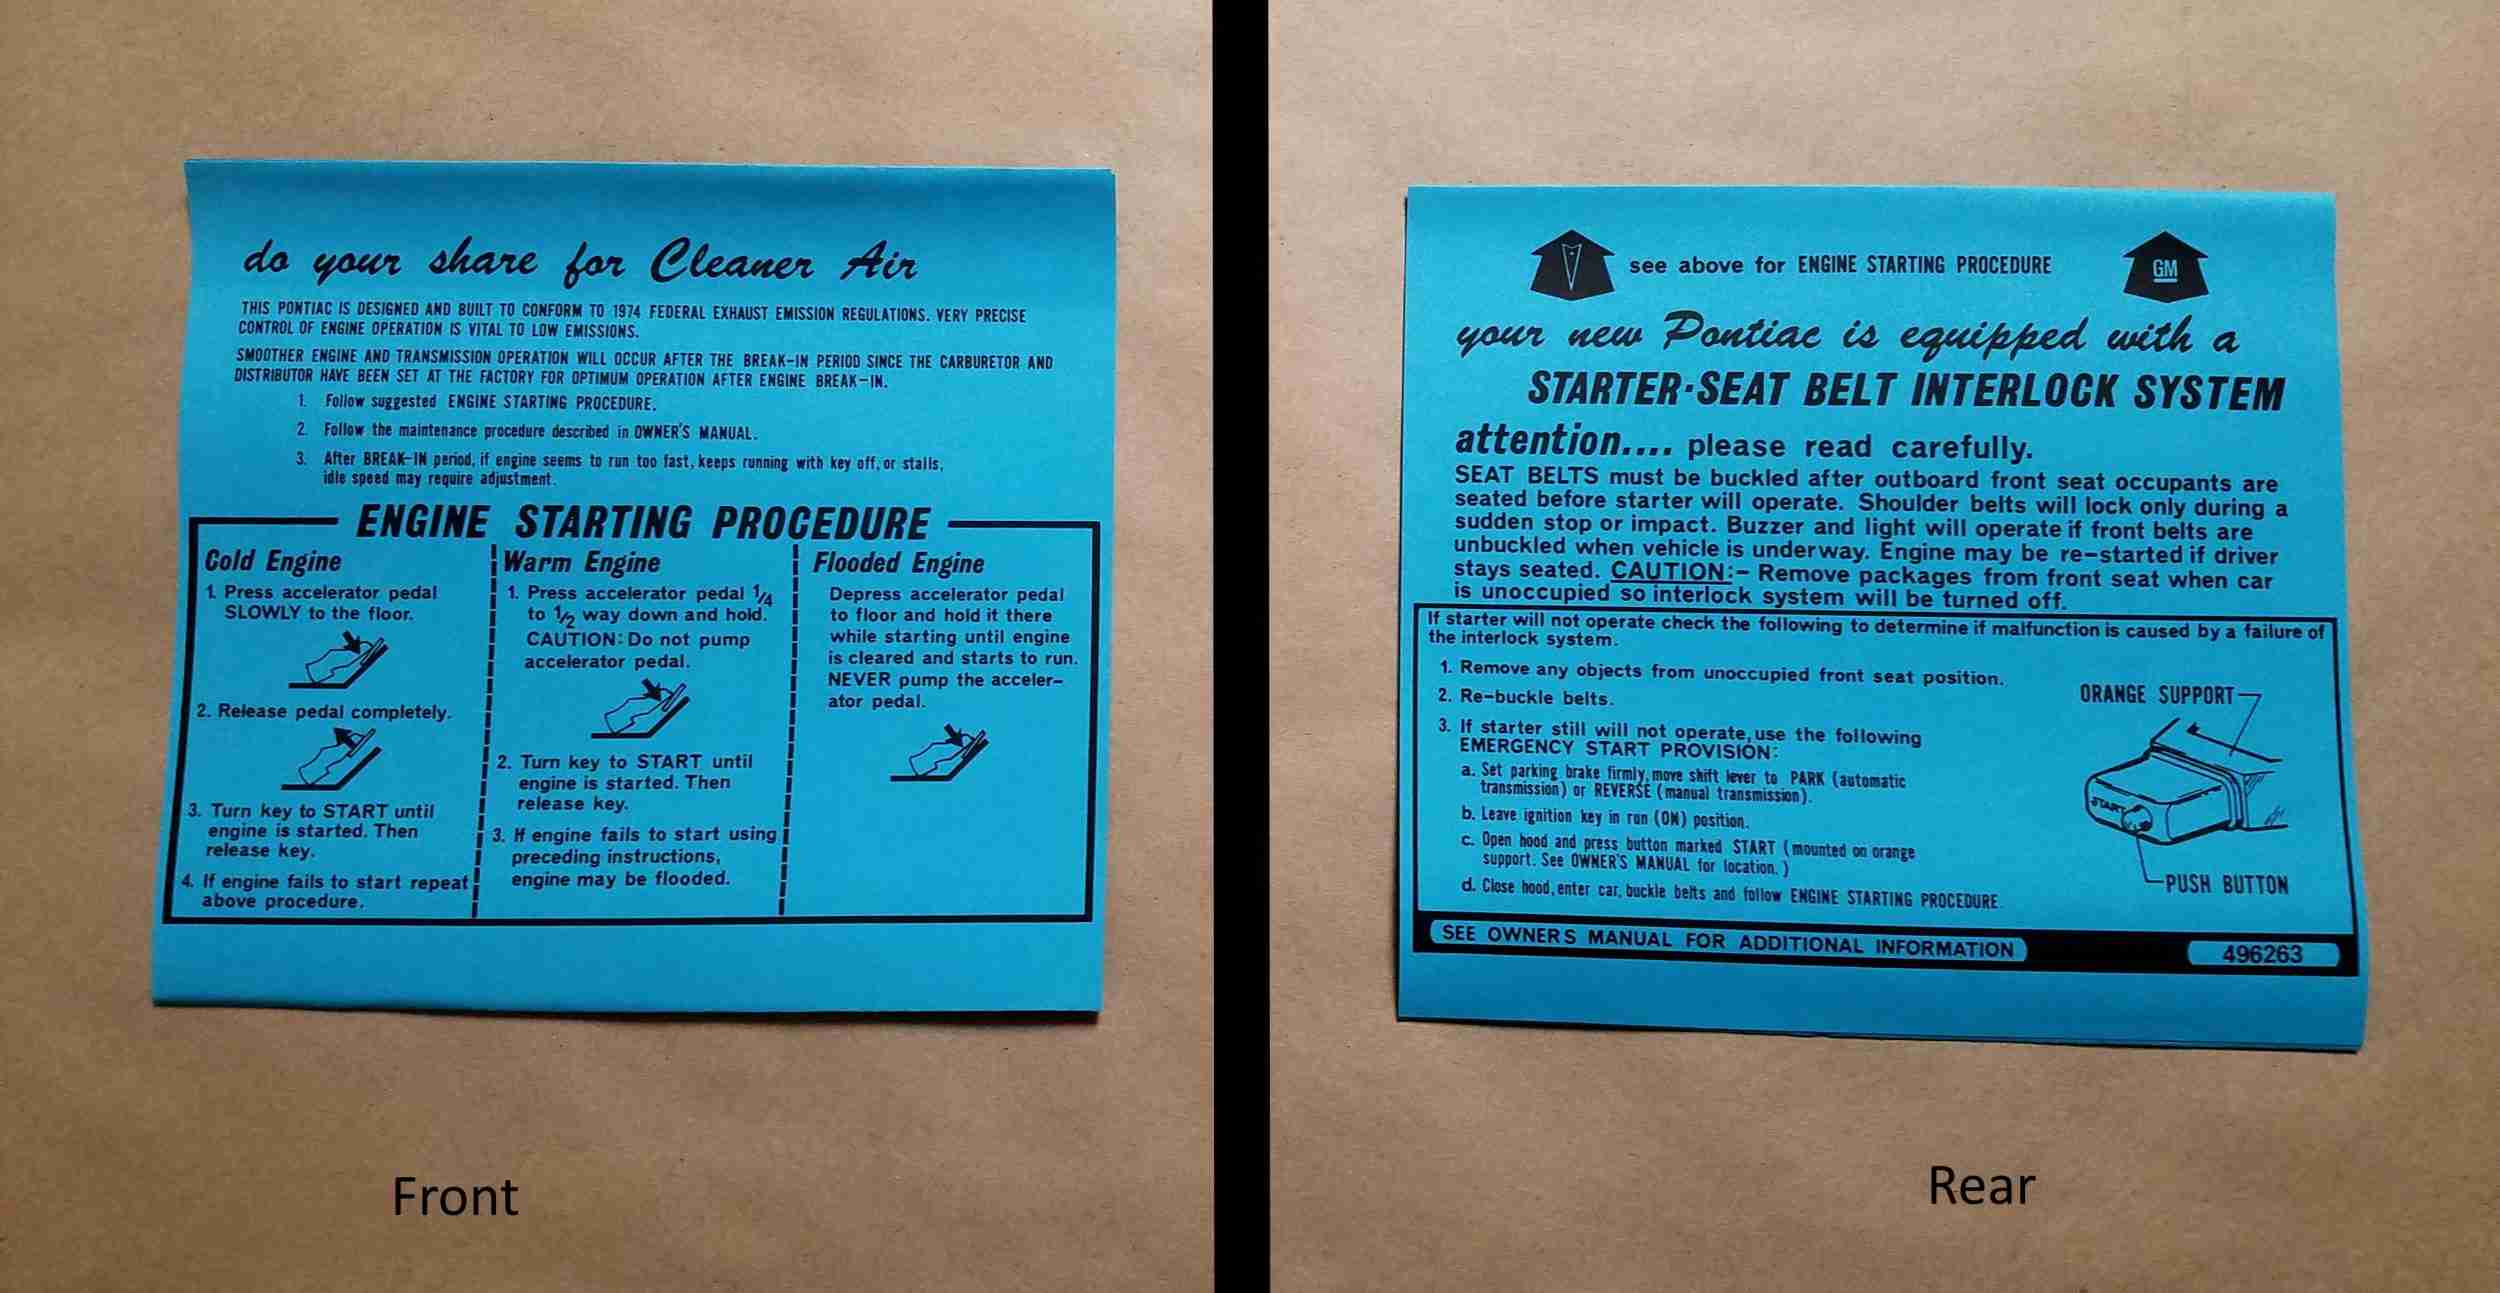 do your share for Cleaner Air
THIS PONTIAC IS DESIGNED AND BUILT TO CONFORM TO 1974 FEDERAL EXHAUST EMISSION REGULATIONS. VERY PRECISE
CONTROL OF ENGINE OPERATION IS VITAL TO LOW EMISSIONS.
SMOOTHER ENGINE AND TRANSMISSION OPERATION WILL OCCUR AFTER THE BREAK-IN PERIOD SINCE THE CARBURETOR AND
DISTRIBUTOR HAVE BEEN SET AT THE FACTORY FOR OPTIMUM OPERATION AFTER ENGINE BREAK-IN.
1. Follow suggested ENGINE STARTING PROCEDURE.
2. Follow the maintenance procedure described in OWNER'S MANUAL.
3. After BREAK-IN period, if engine seems to run too fast, keeps running with key off, or stalls,
idle speed may require adjustment.
ENGINE STARTING PROCEDURE
Cold Engine
1. Press accelerator pedal
SLOWLY to the floor.
2. Release pedal completely.
3. Turn key to START until
engine is started. Then
release key.
4. If engine fails to start repeat
above procedure.
Warm Engine
1. Press accelerator pedal 1/4
to 1/2 way down and hold.
CAUTION: Do not pump
accelerator pedal.
2. Turn key to START until
engine is started. Then
release key.
3. If engine fails to start using
preceding instructions,
engine may be flooded.
Flooded Engine
Depress accelerator pedal
to floor and hold it there
while starting until engine
is cleared and starts to run.
NEVER pump the acceler-
ator pedal.
Front
see above for ENGINE STARTING PROCEDURE
GM
your new Pontiac is equipped with a
STARTER·SEAT BELT INTERLOCK SYSTEM
attention.... please read carefully.
SEAT BELTS must be buckled after outboard front seat occupants are
seated before starter will operate. Shoulder belts will lock only during a
sudden stop or impact. Buzzer and light will operate if front belts are
unbuckled when vehicle is underway. Engine may be re-started if driver
stays seated. CAUTION:- Remove packages from front seat when car
is unoccupied so interlock system will be turned off.
If starter will not operate check the following to determine if malfunction is caused by a failure of
the interlock system.
1. Remove any objects from unoccupied front seat position.
2. Re-buckle belts.
3. If starter still will not operate, use the following
EMERGENCY START PROVISION:
a. Set parking brake firmly, move shift lever to PARK (automatic
transmission) or REVERSE (manual transmission).
b. Leave ignition key in run (ON) position.
c. Open hood and press button marked START (mounted on orange
support. See OWNER'S MANUAL for location.)
d. Close hood, enter car, buckle belts and follow ENGINE STARTING PROCEDURE.
ORANGE SUPPORT
START
PUSH BUTTON
SEE OWNERS MANUAL FOR ADDITIONAL INFORMATION
496263
Rear